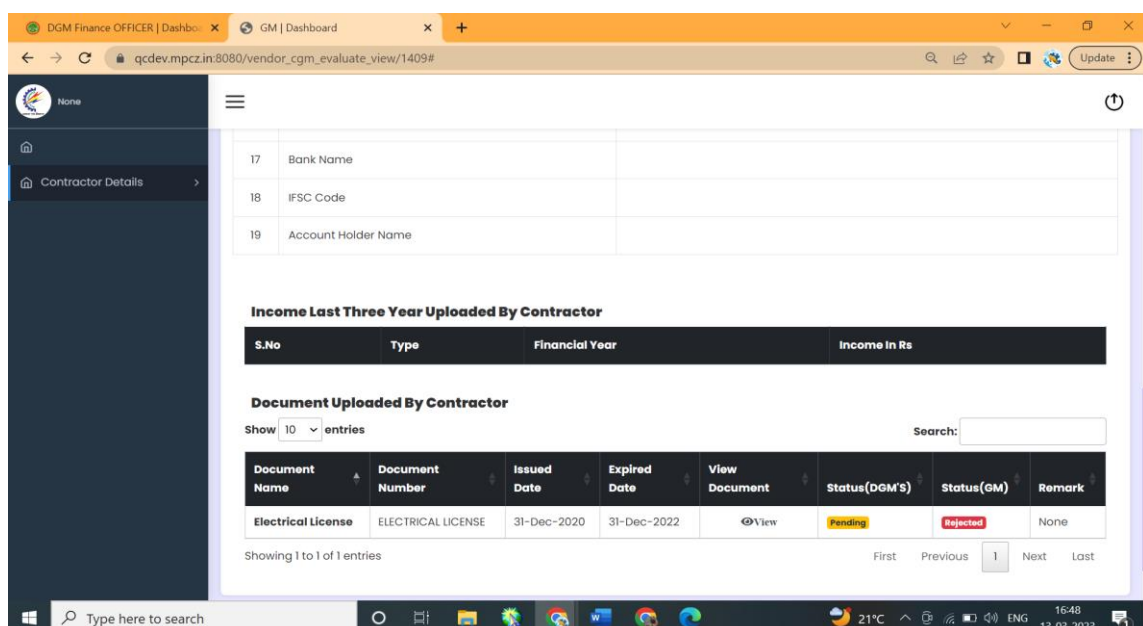 DGM Finance OFFICER | Dashbo
GM | Dashboard
qcdev.mpcz.in:8080/vendor_cgm_evaluate_view/1409#
Update
None
Contractor Details
17 Bank Name
18 IFSC Code
19 Account Holder Name
Income Last Three Year Uploaded By Contractor
S.No Type Financial Year Income In Rs
Document Uploaded By Contractor
Show 10 entries
Search:
Document Name Document Number Issued Date Expired Date View Document Status(DGM'S) Status(GM) Remark
Electrical License ELECTRICAL LICENSE 31-Dec-2020 31-Dec-2022 View Pending Rejected None
Showing 1 to 1 of 1 entries
First Previous 1 Next Last
Type here to search
21°C ENG 16:48
13-03-2023